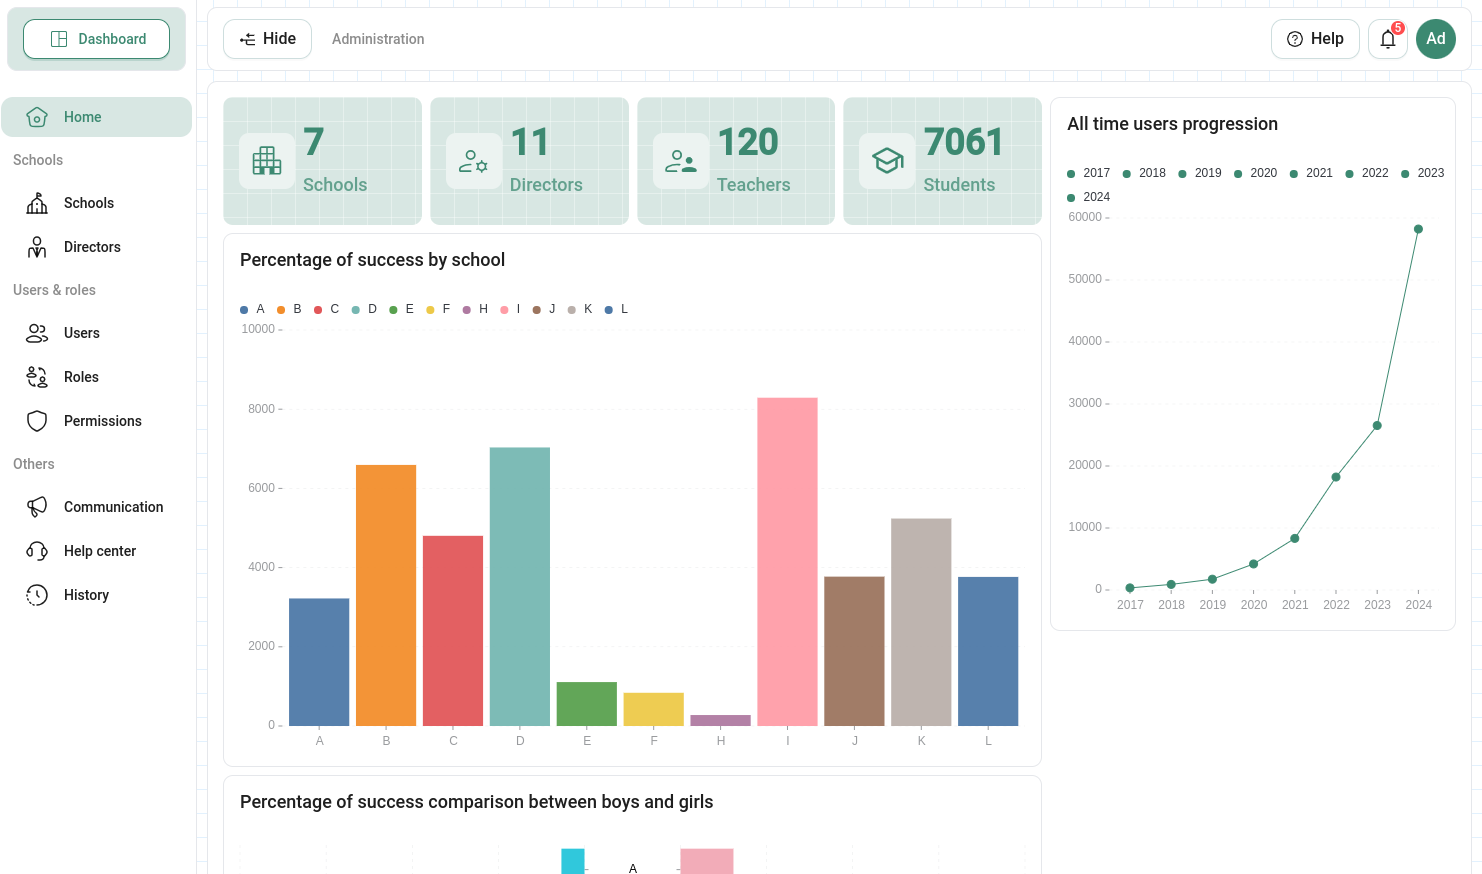 Dashboard
Home
Schools
Schools
Directors
Users & roles
Users
Roles
Permissions
Others
Communication
Help center
History
Hide
Administration
Help
5
Ad
7
Schools
11
Directors
120
Teachers
7061
Students
Percentage of success by school
A B C D E F H I J K L
10000
8000
6000
4000
2000
0
A B C D E F H I J K L
All time users progression
2017 2018 2019 2020 2021 2022 2023
2024
60000
50000
40000
30000
20000
10000
0
2017 2018 2019 2020 2021 2022 2023 2024
Percentage of success comparison between boys and girls
A